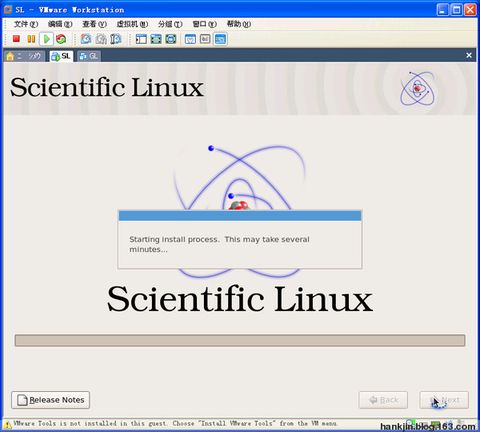 SL - VMware Workstation
文件(F) 编辑(E) 查看(V) 虚拟机(M) 分组(T) 窗口(W) 帮助(H)
SL GL
Scientific Linux
Starting install process. This may take several
minutes...
Scientific Linux
Release Notes Back Next
VMware Tools is not installed in this guest. Choose "Install VMware Tools" from the VM menu.
hankjin.blog.163.com